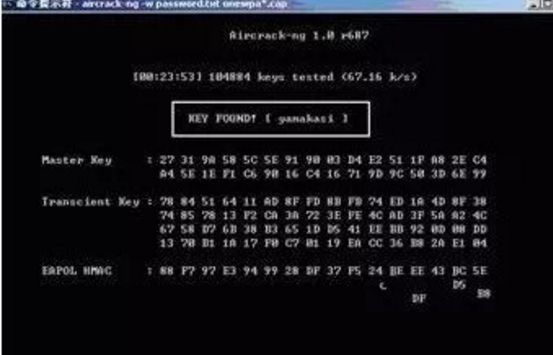 命令提示符 - aircrack-ng -w password.txt onewpa*.cap
Aircrack-ng 1.0 r687
[00:23:53] 104884 keys tested (67.16 k/s)
KEY FOUND! [ yamakasi ]
Master Key : 27 31 9A 58 5C 5E 91 90 03 D4 E2 51 1F A8 2E C4
A4 5E 1E F1 C6 90 16 C4 16 71 9D 9C 50 3D 6E 99
Transcient Key : 78 84 51 64 11 AD 8F FD 8D FB 74 ED 1A 4D 8F 38
74 85 78 13 F2 CA 3A 72 3E FE 4C AD 3F 5A A2 4C
67 58 D7 6B 38 B3 65 1D D5 41 EE BB 92 0D 08 DD
13 70 B1 1A 17 F0 C7 01 19 EA CC 36 B8 2A E1 04
EAPOL HMAC : 88 F7 97 E3 94 99 28 DF 37 F5 24 BE EE 43 BC 5E
D5
DF B8